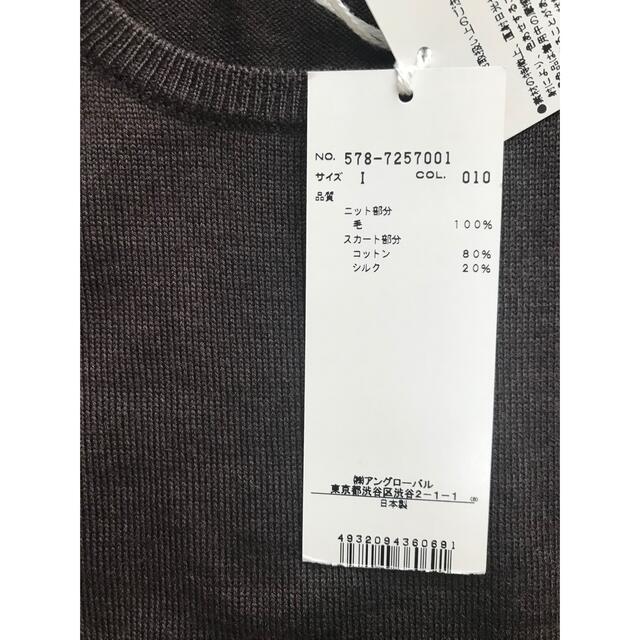 NO. 578-7257001
サイズ I COL. 010
品質
ニット部分
毛 100%
スカート部分
コットン 80%
シルク 20%
㈱アングローバル
東京都渋谷区渋谷2-1-1 (B)
日本製
4932094360691